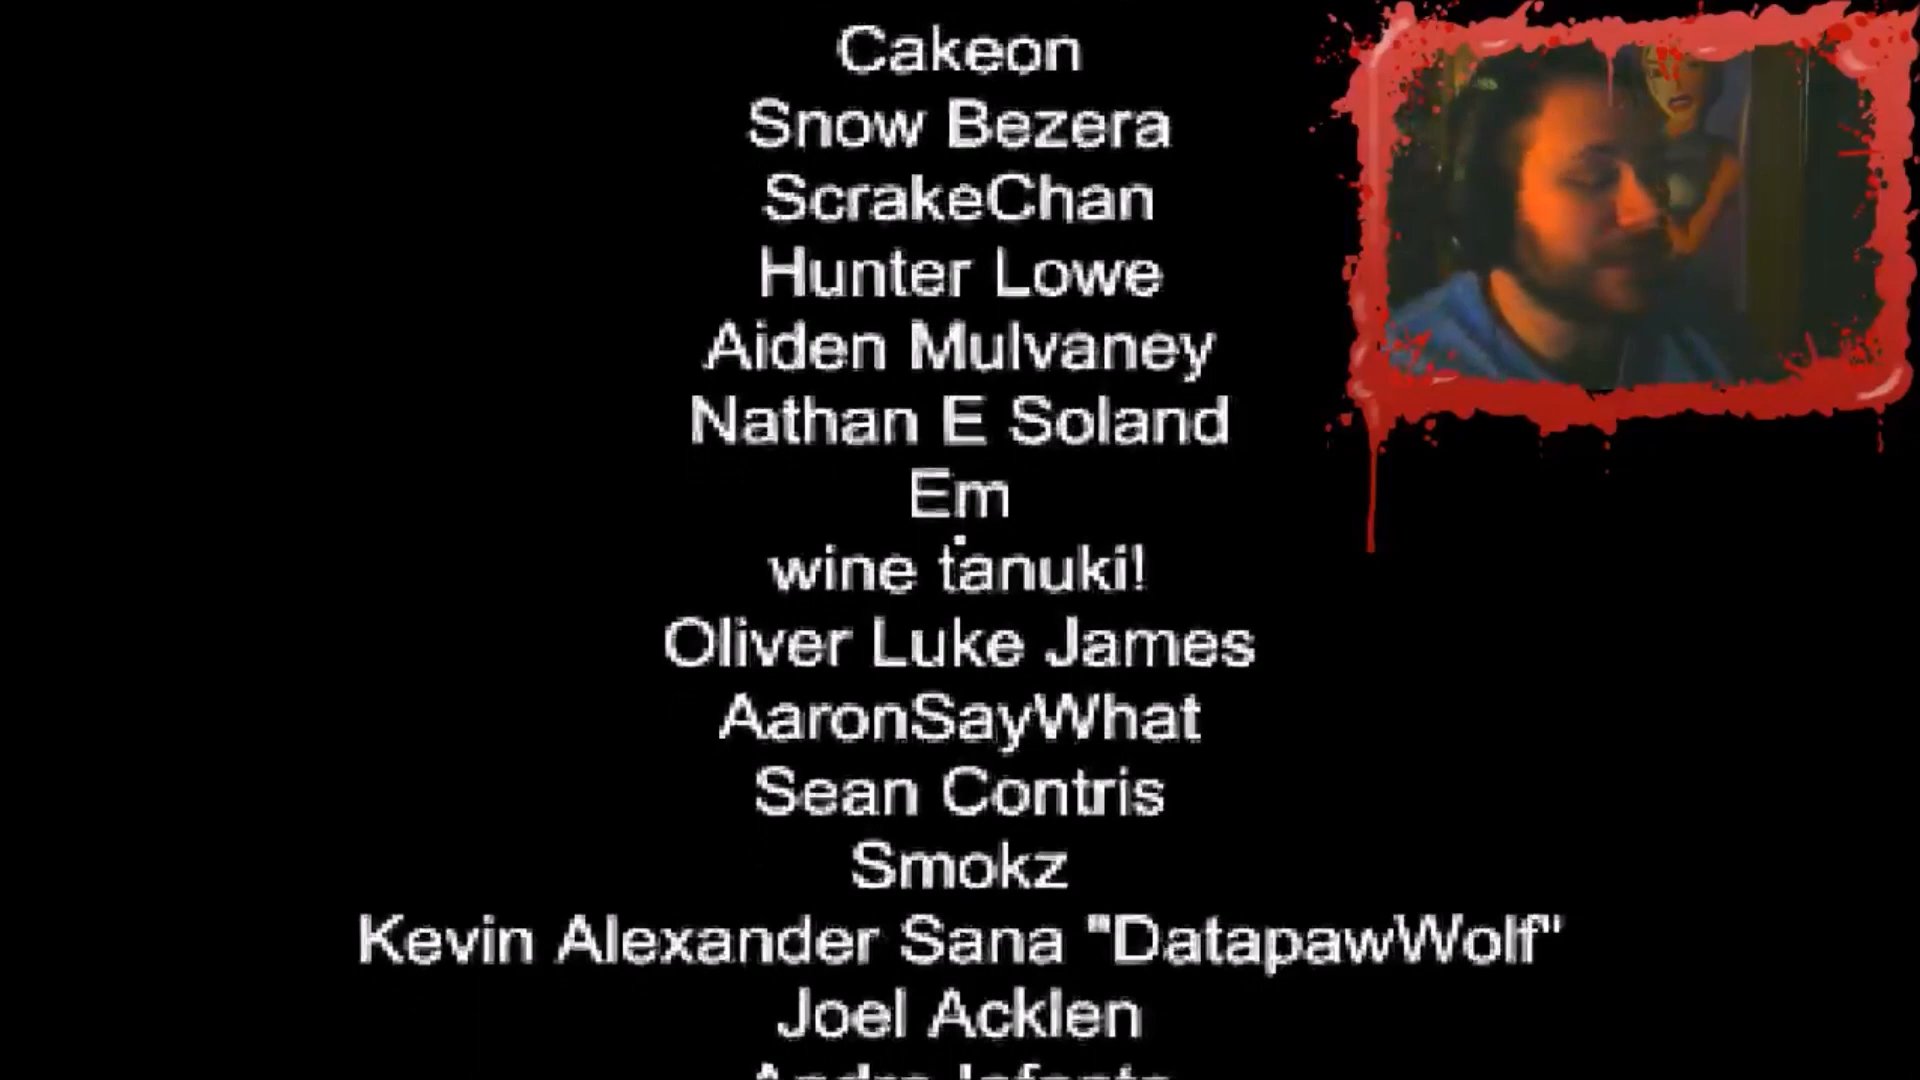 Cakeon
Snow Bezera
ScrakeChan
Hunter Lowe
Aiden Mulvaney
Nathan E Soland
Em
wine tanuki!
Oliver Luke James
AaronSayWhat
Sean Contris
Smokz
Kevin Alexander Sana "DatapawWolf"
Joel Acklen